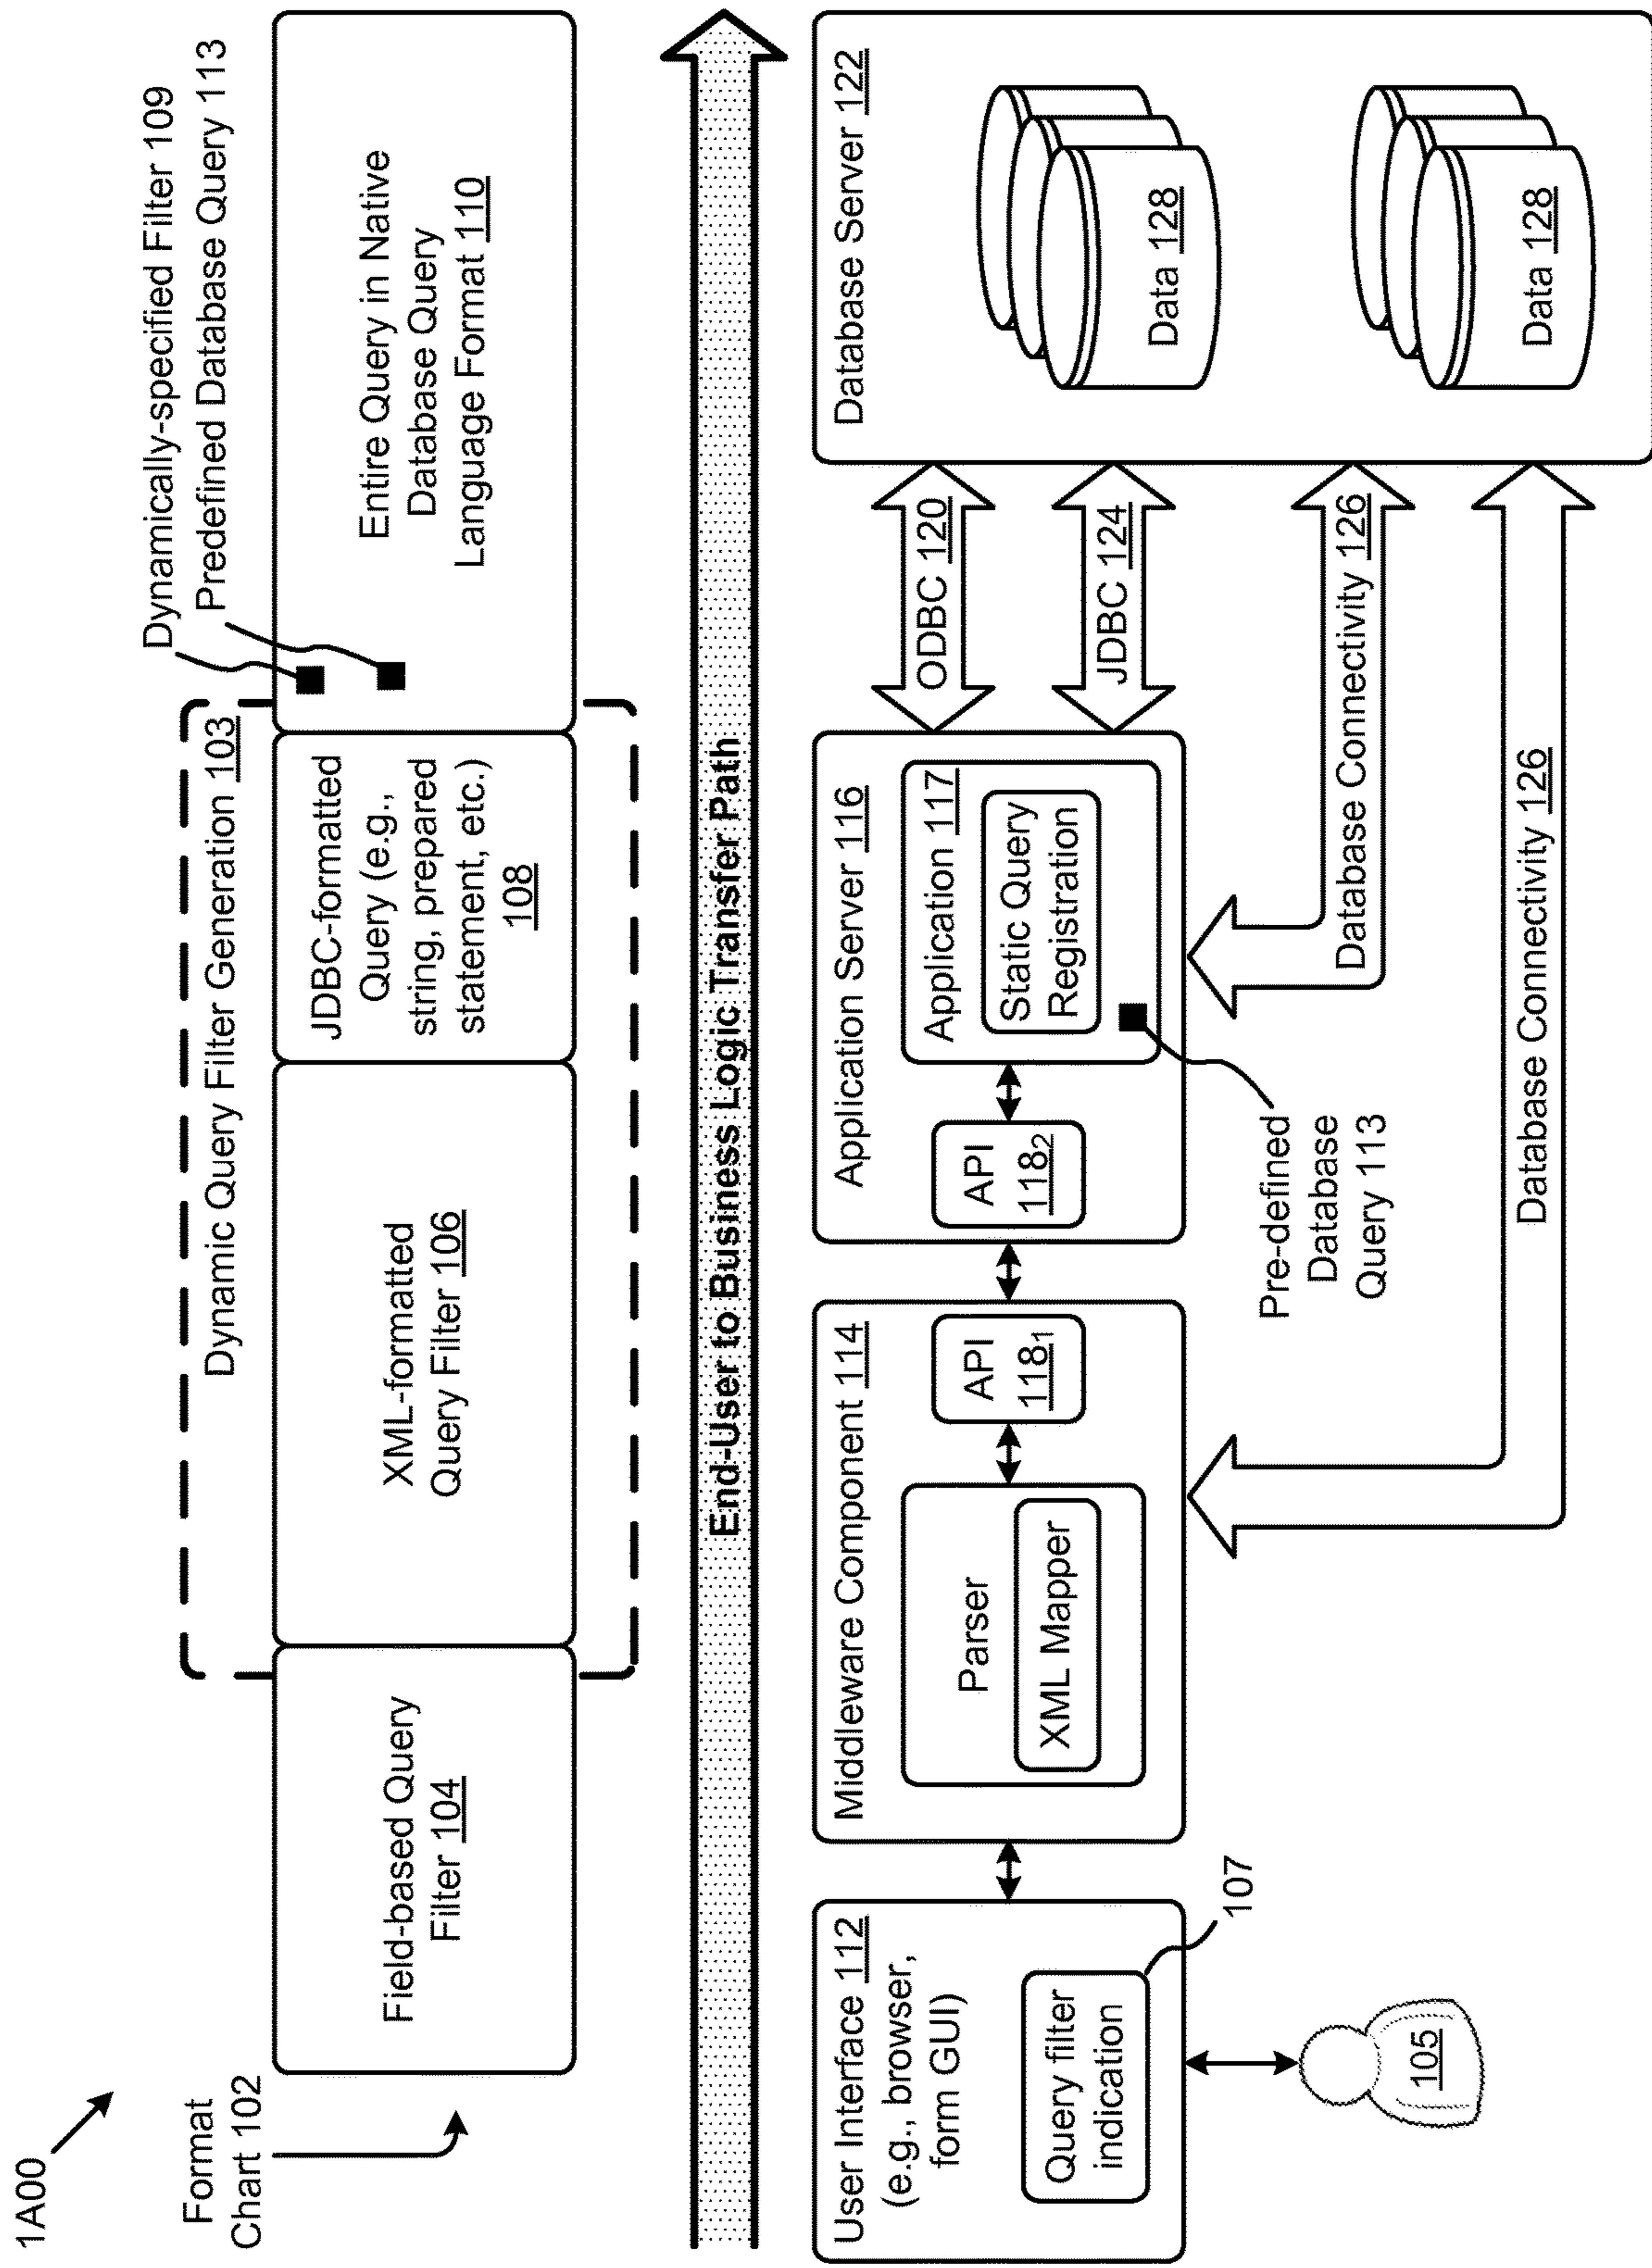 1A00
Format
Chart 102
Dynamic Query Filter Generation 103
Dynamically-specified Filter 109
Predefined Database Query 113
Field-based Query
Filter 104
XML-formatted
Query Filter 106
JDBC-formatted
Query (e.g.,
string, prepared
statement, etc.)
108
Entire Query in Native
Database Query
Language Format 110
End-User to Business Logic Transfer Path
User Interface 112
(e.g., browser,
form GUI)
Query filter
indication
107
105
Middleware Component 114
Parser
XML Mapper
API
118₁
Application Server 116
API
118₂
Application 117
Static Query
Registration
Pre-defined
Database
Query 113
ODBC 120
JDBC 124
Database Connectivity 126
Database Connectivity 126
Database Server 122
Data 128
Data 128